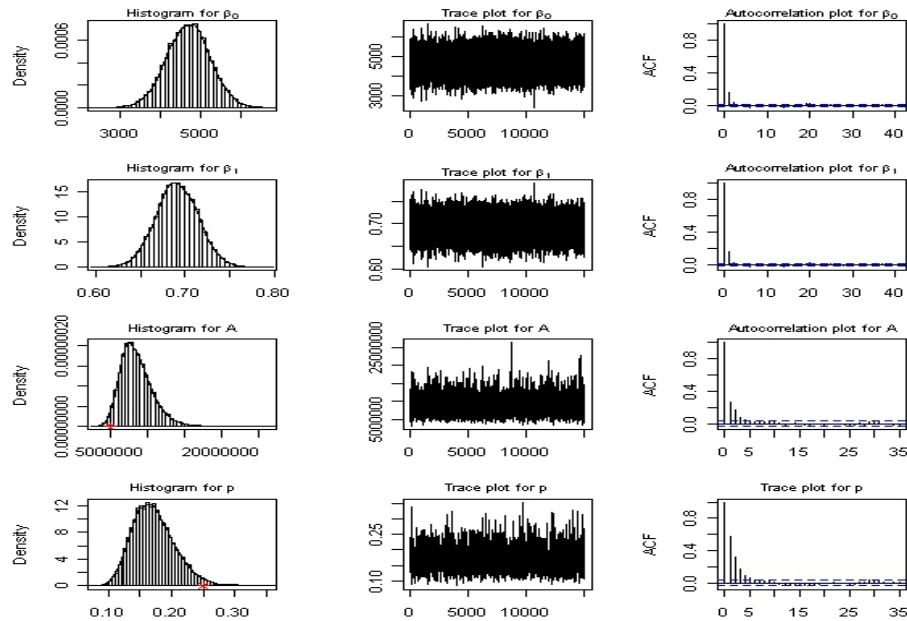 Histogram for β0
Trace plot for β0
Autocorrelation plot for β0
Density
0.0000 0.0006
3000 5000
3000 5000
0 5000 10000
ACF
0.0 0.4 0.8
0 10 20 30 40
Histogram for β1
Trace plot for β1
Autocorrelation plot for β1
Density
0 5 10 15
0.60 0.70 0.80
0.60 0.70
0 5000 10000
ACF
0.0 0.4 0.8
0 10 20 30 40
Histogram for A
Trace plot for A
Autocorrelation plot for A
Density
0.00000000 0.00000020
50000000 20000000
5000000 25000000
0 5000 10000
ACF
0.0 0.4 0.8
0 5 15 25 35
Histogram for p
Trace plot for p
Trace plot for p
Density
0 4 8 12
0.10 0.20 0.30
0.10 0.25
0 5000 10000
ACF
0.0 0.4 0.8
0 5 15 25 35